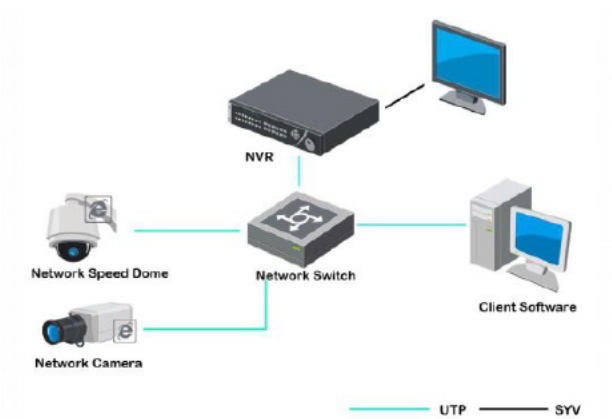 NVR
Network Speed Dome
Network Switch
Client Software
Network Camera
UTP
SYV